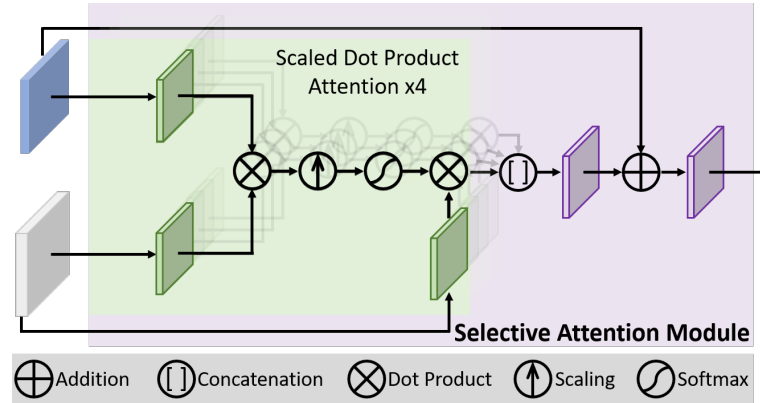 Scaled Dot Product
Attention x4
[ ]
Selective Attention Module
Addition
[ ] Concatenation
Dot Product
Scaling
Softmax